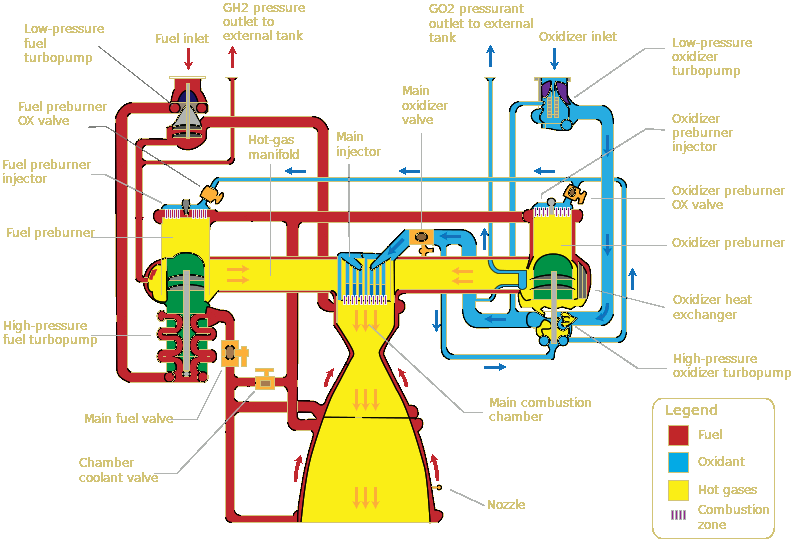 GH2 pressure
outlet to
external tank
GO2 pressurant
outlet to external
tank
Low-pressure
fuel
turbopump
Fuel inlet
Oxidizer inlet
Low-pressure
oxidizer
turbopump
Fuel preburner
OX valve
Hot-gas
manifold
Main
injector
Main
oxidizer
valve
Oxidizer
preburner
injector
Fuel preburner
injector
Oxidizer preburner
OX valve
Fuel preburner
Oxidizer preburner
Oxidizer heat
exchanger
High-pressure
fuel turbopump
High-pressure
oxidizer turbopump
Main fuel valve
Main combustion
chamber
Chamber
coolant valve
Nozzle
Legend
Fuel
Oxidant
Hot gases
Combustion
zone